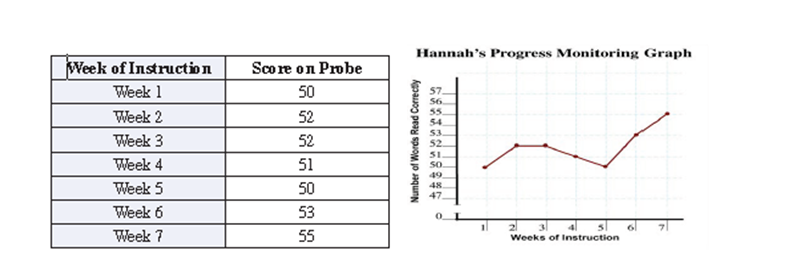 Week of Instruction Score on Probe
Week 1 50
Week 2 52
Week 3 52
Week 4 51
Week 5 50
Week 6 53
Week 7 55
Hannah's Progress Monitoring Graph
Number of Words Read Correctly
57
56
55
54
53
52
51
50
49
48
47
0
1 2 3 4 5 6 7
Weeks of Instruction